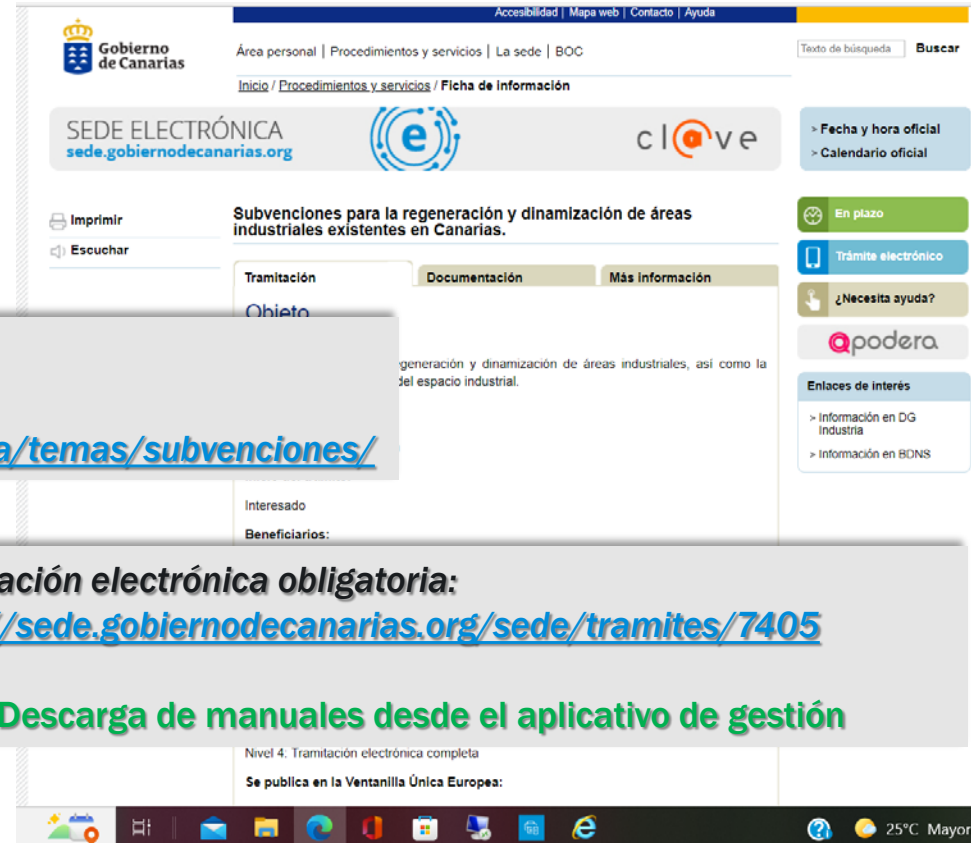 Accesibilidad | Mapa web | Contacto | Ayuda
Gobierno
de Canarias
Área personal | Procedimientos y servicios | La sede | BOC
Texto de búsqueda Buscar
Inicio / Procedimientos y servicios / Ficha de información
SEDE ELECTRÓNICA
sede.gobiernodecanarias.org
e
cl@ve
> Fecha y hora oficial
> Calendario oficial
Imprimir
Escuchar
Subvenciones para la regeneración y dinamización de áreas
industriales existentes en Canarias.
En plazo
Trámite electrónico
¿Necesita ayuda?
apodera
Tramitación Documentación Más información
Objeto
generación y dinamización de áreas industriales, así como la
del espacio industrial.
Enlaces de interés
> Información en DG
Industria
> Información en BDNS
a/temas/subvenciones/
Interesado
Beneficiarios:
ación electrónica obligatoria:
//sede.gobiernodecanarias.org/sede/tramites/7405
Descarga de manuales desde el aplicativo de gestión
Nivel 4: Tramitación electrónica completa
Se publica en la Ventanilla Única Europea:
25°C Mayor